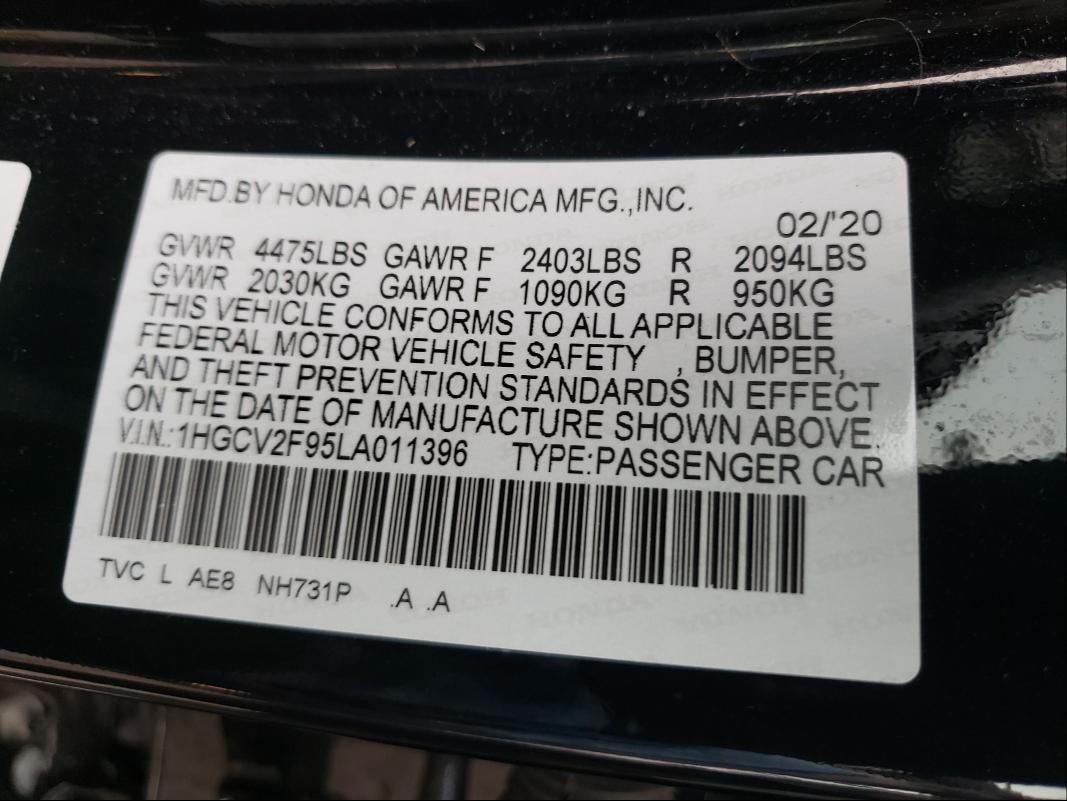 MFD.BY HONDA OF AMERICA MFG.,INC.
02/'20
GVWR 4475LBS GAWR F 2403LBS R 2094LBS
GVWR 2030KG GAWR F 1090KG R 950KG
THIS VEHICLE CONFORMS TO ALL APPLICABLE
FEDERAL MOTOR VEHICLE SAFETY , BUMPER,
AND THEFT PREVENTION STANDARDS IN EFFECT
ON THE DATE OF MANUFACTURE SHOWN ABOVE.
V.I.N.:1HGCV2F95LA011396 TYPE:PASSENGER CAR
TVC L AE8 NH731P .A .A